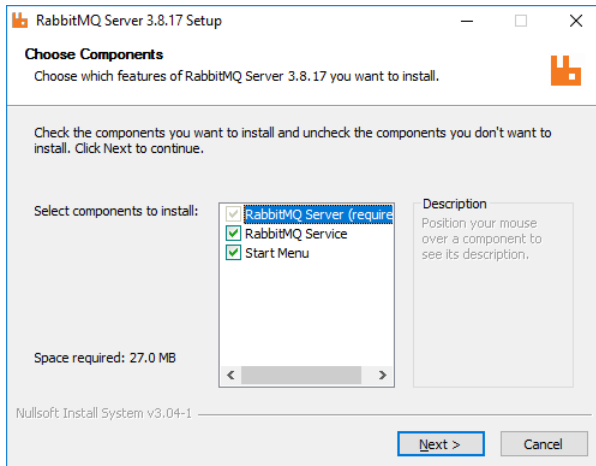 RabbitMQ Server 3.8.17 Setup
Choose Components
Choose which features of RabbitMQ Server 3.8.17 you want to install.
Check the components you want to install and uncheck the components you don't want to
install. Click Next to continue.
Select components to install:
RabbitMQ Server (require
RabbitMQ Service
Start Menu
Description
Position your mouse
over a component to
see its description.
Space required: 27.0 MB
Nullsoft Install System v3.04-1
Next >
Cancel